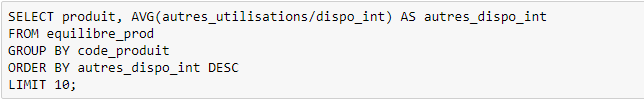 SELECT produit, AVG(autres_utilisations/dispo_int) AS autres_dispo_int
FROM equilibre_prod
GROUP BY code_produit
ORDER BY autres_dispo_int DESC
LIMIT 10;